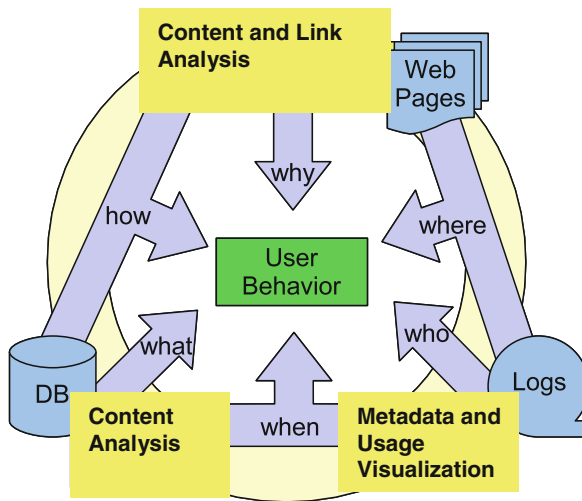 Content and Link
Analysis
Web
Pages
why
how
where
User
Behavior
what
who
DB
Logs
Content
Analysis
when
Metadata and
Usage
Visualization